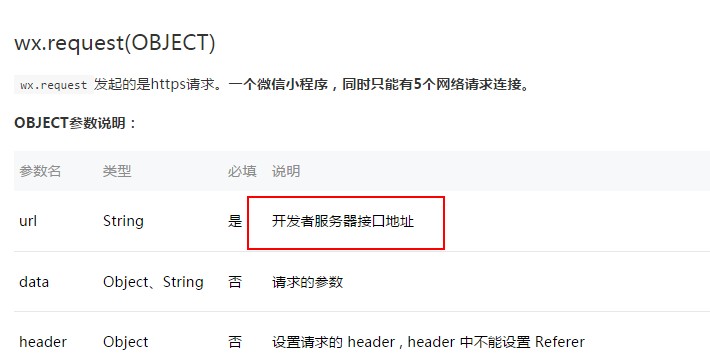 wx.request(OBJECT)
wx.request 发起的是https请求。一个微信小程序，同时只能有5个网络请求连接。
OBJECT参数说明：
参数名 类型 必填 说明
url String 是 开发者服务器接口地址
data Object、String 否 请求的参数
header Object 否 设置请求的 header , header 中不能设置 Referer